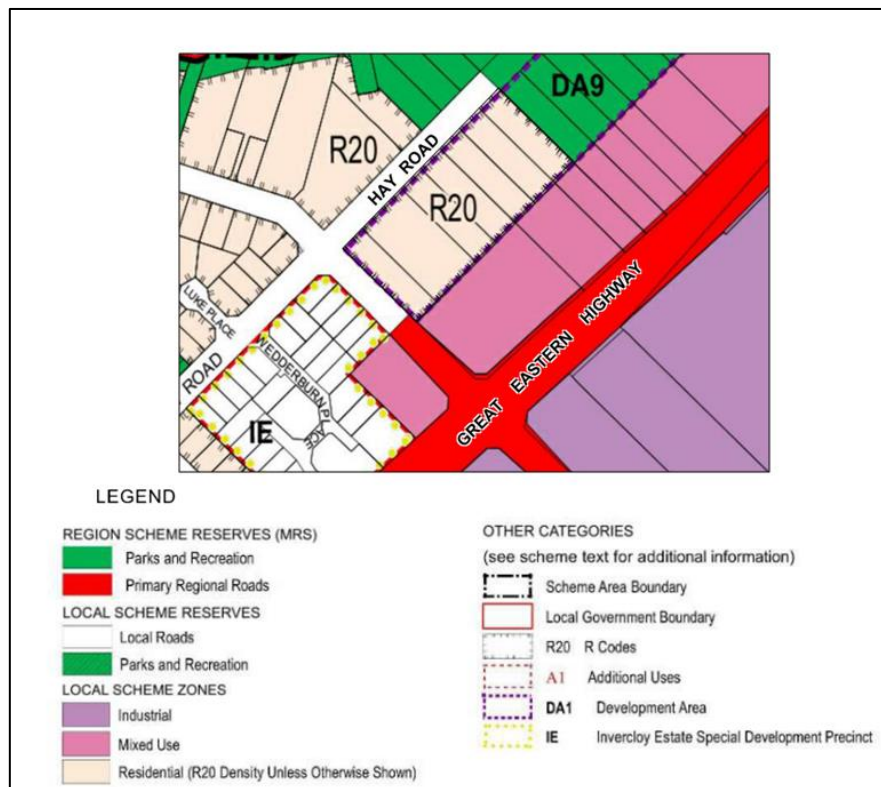 DA9
R20
HAY ROAD
R20
LUKE PLACE
ROAD
WEDDERBURN PLACE
IE
GREAT EASTERN HIGHWAY
LEGEND
REGION SCHEME RESERVES (MRS)
Parks and Recreation
Primary Regional Roads
LOCAL SCHEME RESERVES
Local Roads
Parks and Recreation
LOCAL SCHEME ZONES
Industrial
Mixed Use
Residential (R20 Density Unless Otherwise Shown)
OTHER CATEGORIES
(see scheme text for additional information)
Scheme Area Boundary
Local Government Boundary
R20 R Codes
A1 Additional Uses
DA1 Development Area
IE Invercloy Estate Special Development Precinct